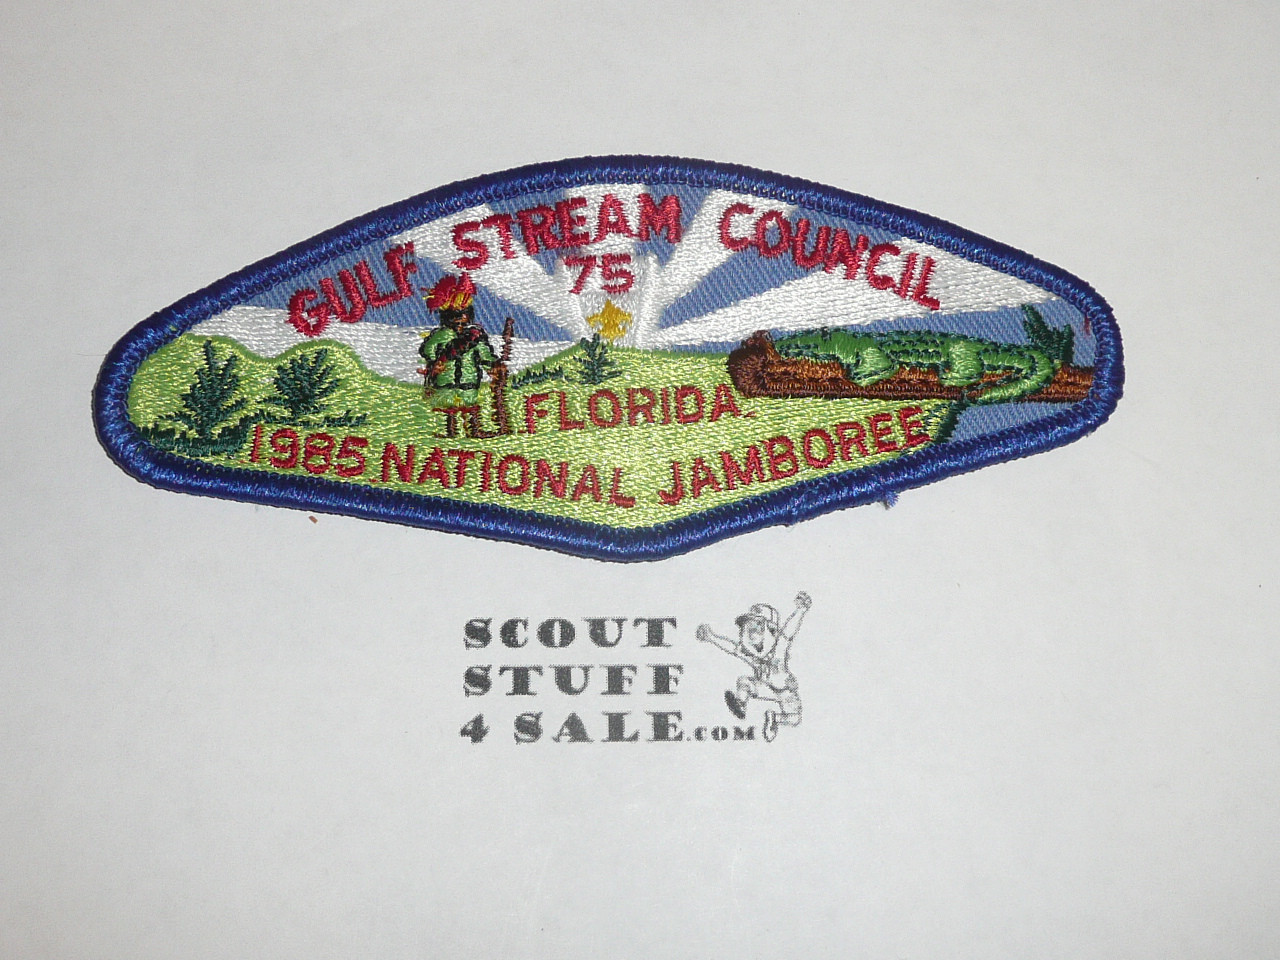 GULF STREAM COUNCIL
75
FLORIDA
1985 NATIONAL JAMBOREE
SCOUT
STUFF
4 SALE.COM